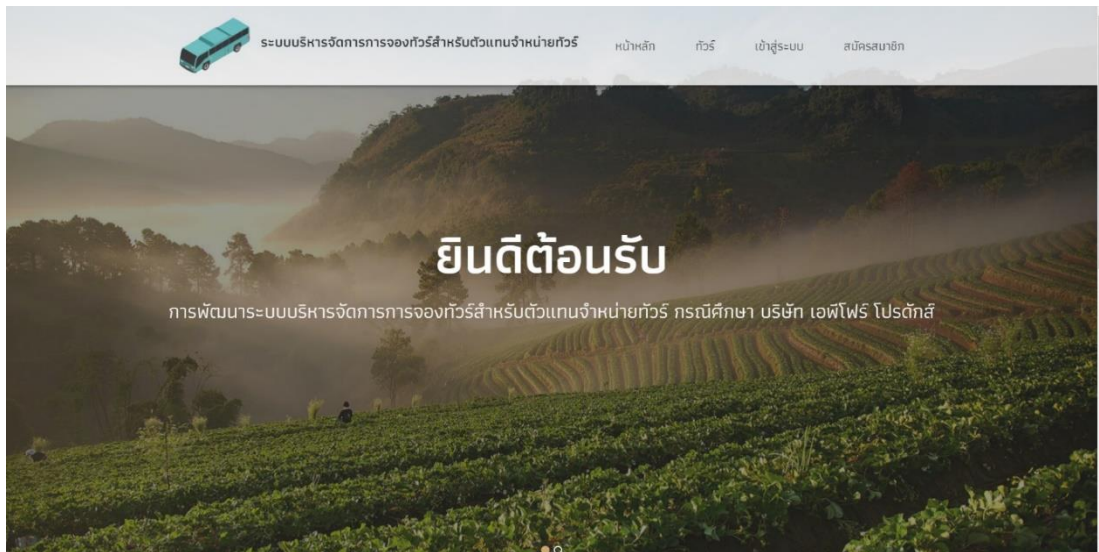 ระบบบริหารจัดการการจองทัวร์สำหรับตัวแทนจำหน่ายทัวร์ หน้าหลัก ทัวร์ เข้าสู่ระบบ สมัครสมาชิก
ยินดีต้อนรับ
การพัฒนาระบบบริหารจัดการการจองทัวร์สำหรับตัวแทนจำหน่ายทัวร์ กรณีศึกษา บริษัท เอพีโฟร์ โปรดักส์